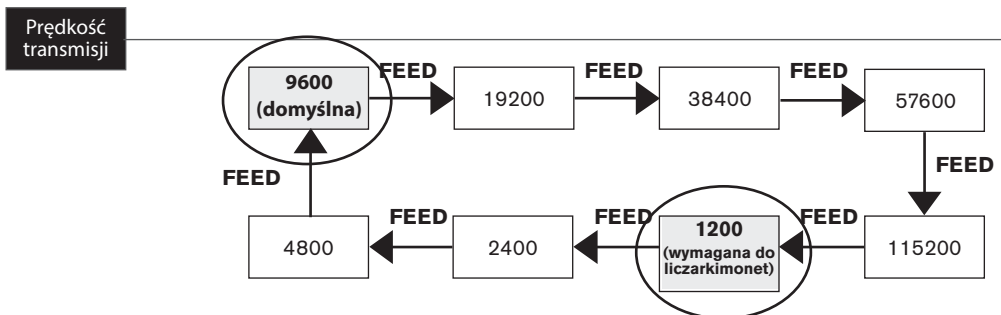 Prędkość
transmisji
9600
(domyślna)
FEED
19200
FEED
38400
FEED
57600
FEED
115200
FEED
1200
(wymagana do
liczarkimonet)
FEED
2400
FEED
4800
FEED